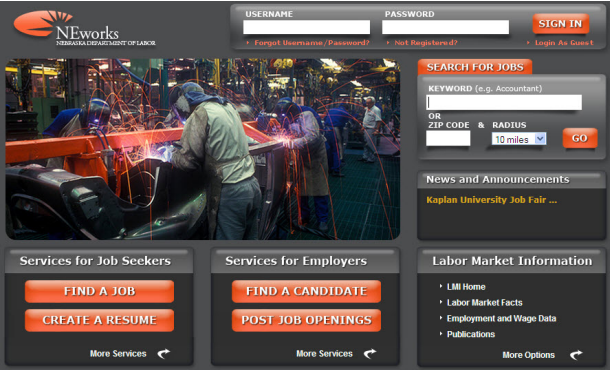 NEworks
NEBRASKA DEPARTMENT OF LABOR
USERNAME
PASSWORD
SIGN IN
Forgot Username/Password?
Not Registered?
Login As Guest
SEARCH FOR JOBS
KEYWORD (e.g. Accountant)
OR
ZIP CODE & RADIUS
10 miles
GO
News and Announcements
Kaplan University Job Fair ...
Services for Job Seekers
FIND A JOB
CREATE A RESUME
More Services
Services for Employers
FIND A CANDIDATE
POST JOB OPENINGS
More Services
Labor Market Information
LMI Home
Labor Market Facts
Employment and Wage Data
Publications
More Options